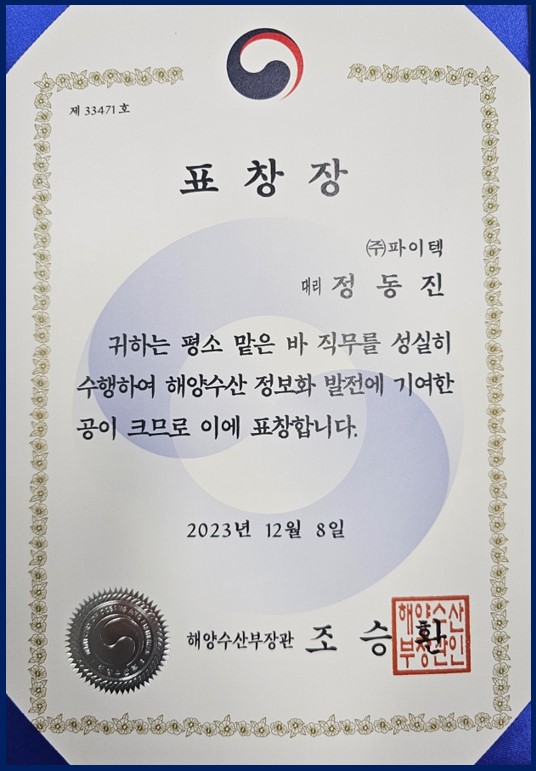 제 33471 호
표 창 장
㈜파이텍
대리 정 동 진
귀하는 평소 맡은 바 직무를 성실히
수행하여 해양수산 정보화 발전에 기여한
공이 크므로 이에 표창합니다.
2023년 12월 8일
해양수산부장관 조 승 환
해양수산
부장관인